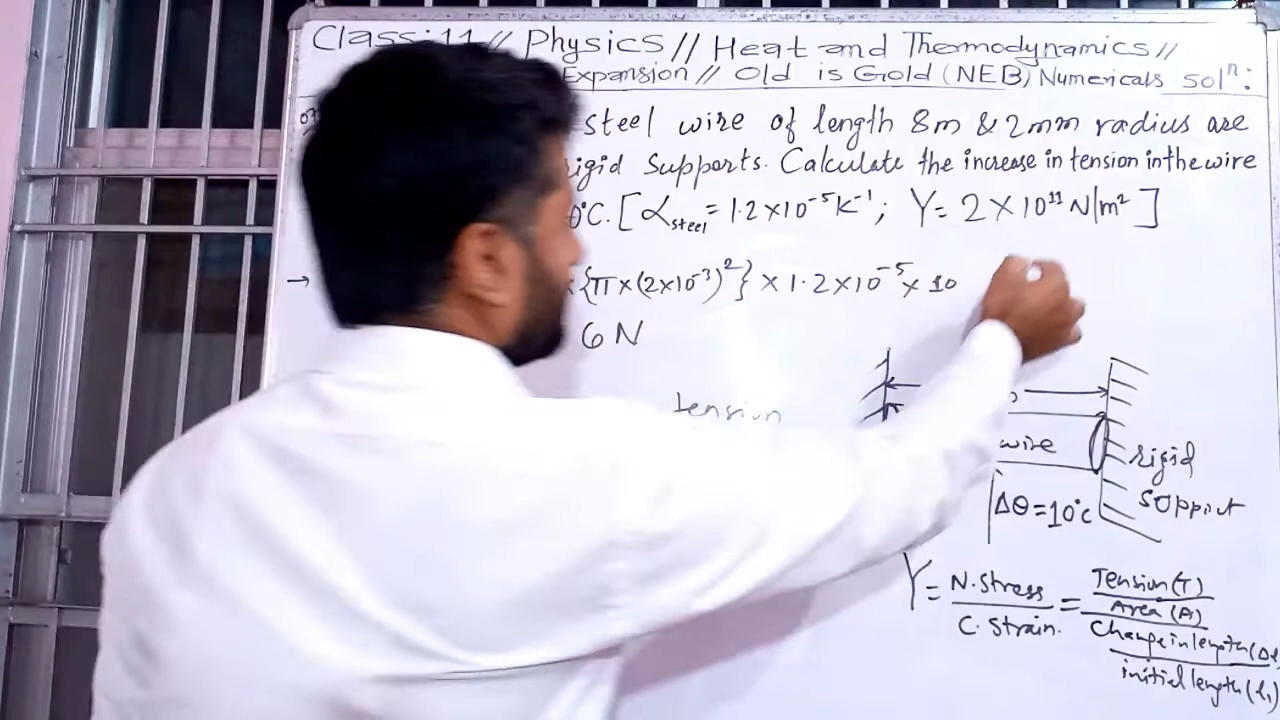 Class: 11 // Physics // Heat and Thermodynamics //
Expansion // Old is Gold (NEB) Numericals solⁿ:
steel wire of length 8m & 2mm radius are
rigid supports. Calculate the increase in tension in the wire
0°C. [ αsteel = 1.2 × 10⁻⁵ K⁻¹ ; Y = 2 × 10¹¹ N/m² ]
→ × {π × (2×10⁻³)²} × 1.2 × 10⁻⁵ × 10
6 N
tension
wire
rigid
support
Δθ = 10°C
Y = N. Stress / C. Strain. = Tension (T) / Area (A) / Change in length (Δl / initial length (l₁)